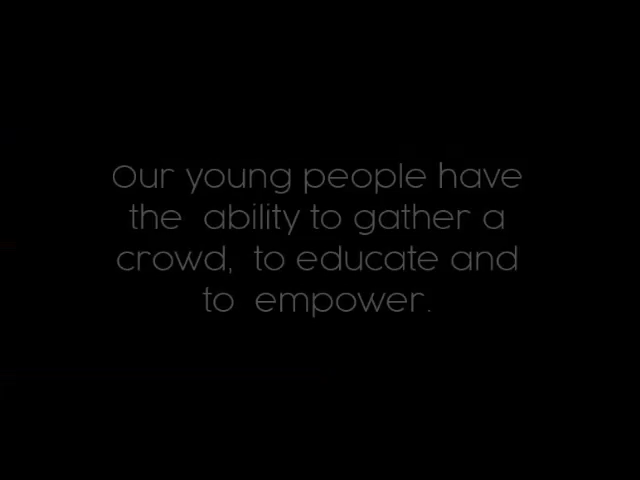 Our young people have
the ability to gather a
crowd, to educate and
to empower.